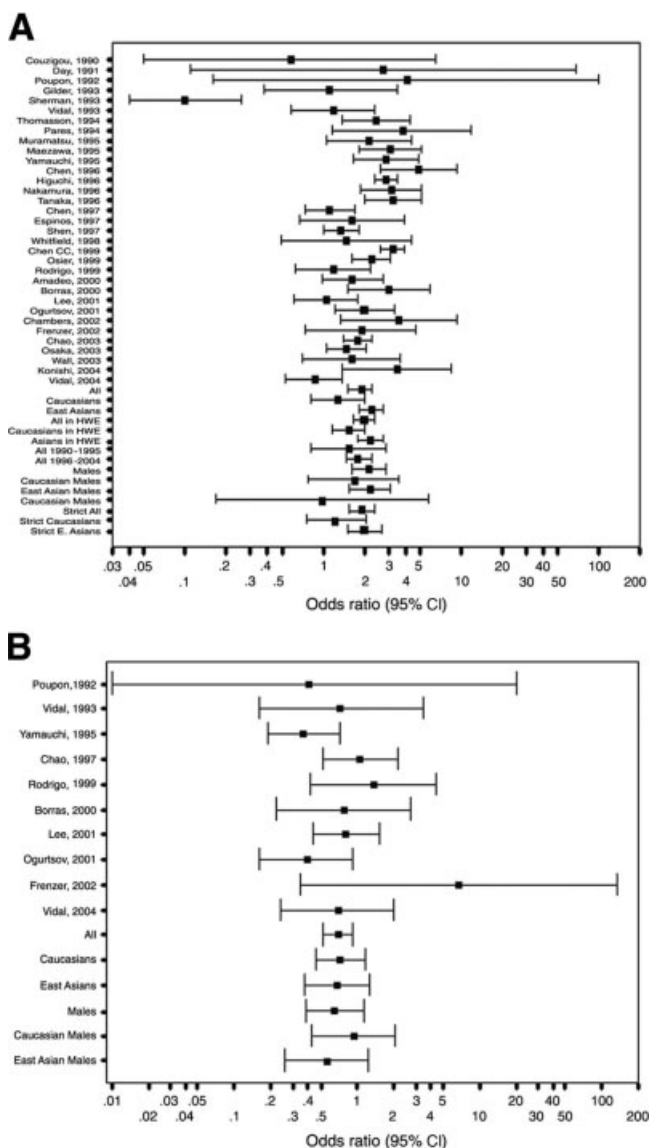 A
Couzigou, 1990
Day, 1991
Poupon, 1992
Gilder, 1993
Sherman, 1993
Vidal, 1993
Thomasson, 1994
Pares, 1994
Muramatsu, 1995
Maezawa, 1995
Yamauchi, 1995
Chen, 1996
Higuchi, 1996
Nakamura, 1996
Tanaka, 1996
Chen, 1997
Espinos, 1997
Shen, 1997
Whitfield, 1998
Chen CC, 1999
Osier, 1999
Rodrigo, 1999
Amadeo, 2000
Borras, 2000
Lee, 2001
Ogurtsov, 2001
Chambers, 2002
Frenzer, 2002
Chao, 2003
Osaka, 2003
Wall, 2003
Konishi, 2004
Vidal, 2004
All
Caucasians
East Asians
All in HWE
Caucasians in HWE
Asians in HWE
All 1990-1995
All 1996-2004
Males
Caucasian Males
East Asian Males
Caucasian Males
Strict All
Strict Caucasians
Strict E. Asians
.03 .05 .2 .4 1 3 5 20 40 100
.04 .1 .3 .5 2 4 10 30 50 200
Odds ratio (95% CI)
B
Poupon,1992
Vidal, 1993
Yamauchi, 1995
Chao, 1997
Rodrigo, 1999
Borras, 2000
Lee, 2001
Ogurtsov, 2001
Frenzer, 2002
Vidal, 2004
All
Caucasians
East Asians
Males
Caucasian Males
East Asian Males
.01 .03 .05 .2 .4 1 3 5 20 40 100
.02 .04 .1 .3 .5 2 4 10 30 50 200
Odds ratio (95% CI)